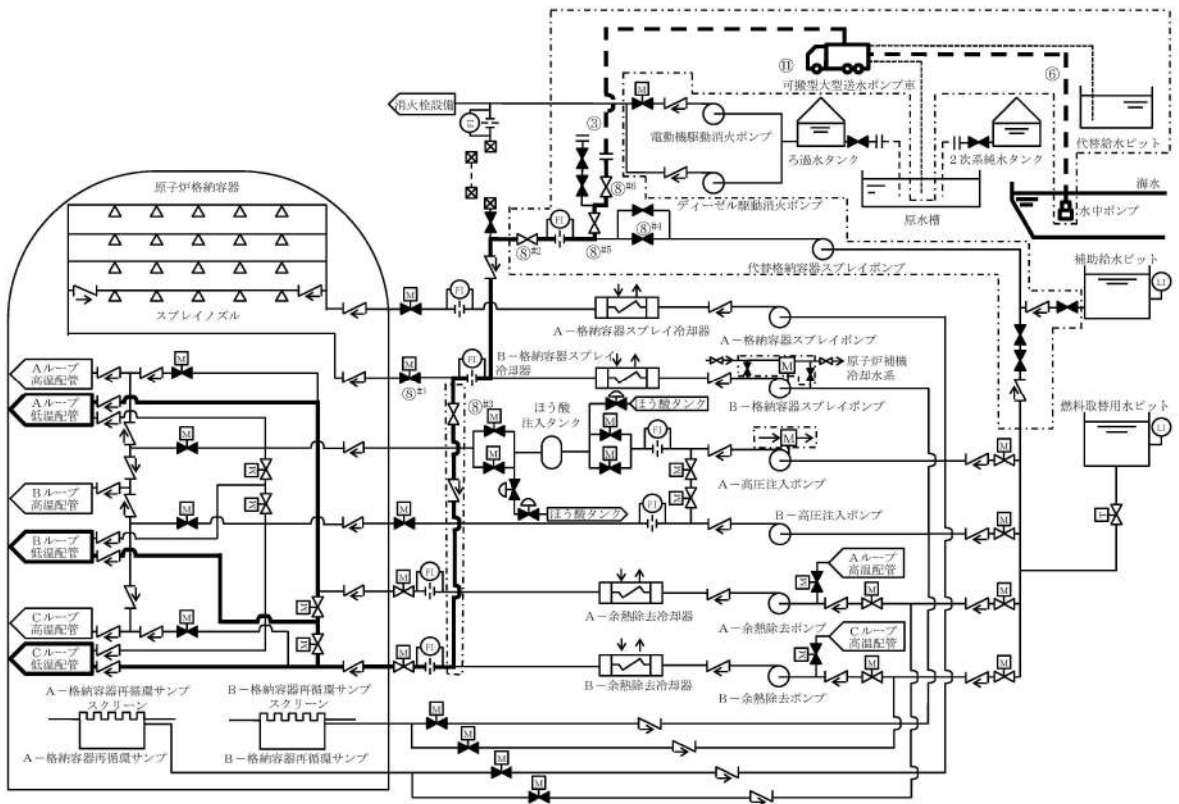 ⑪
⑥
可搬型大型送水ポンプ車
消火栓設備
M
③
FI
電動機駆動消火ポンプ
ろ過水タンク
2次系純水タンク
代替給水ピット
原子炉格納容器
⑧#6
ディーゼル駆動消火ポンプ
原水槽
海水
水中ポンプ
FI
⑧#2
⑧#5
⑧#4
代替格納容器スプレイポンプ
補助給水ピット
LI
スプレイノズル
M
FI
A-格納容器スプレイ冷却器
A-格納容器スプレイポンプ
B-格納容器スプレイ
冷却器
M
原子炉補機
冷却水系
Aループ
高温配管
M
M
FI
⑧#1
⑧#3
ほう酸
注入タンク
ほう酸タンク
B-格納容器スプレイポンプ
燃料取替用水ピット
LI
Aループ
低温配管
M
M
M
M
M
FI
M
A-高圧注入ポンプ
M
M
M
M
Bループ
高温配管
M
M
M
ほう酸タンク
FI
B-高圧注入ポンプ
M
M
Bループ
低温配管
M
FI
Aループ
高温配管
M
M
M
Cループ
高温配管
M
M
A-余熱除去冷却器
A-余熱除去ポンプ
Cループ
高温配管
Cループ
低温配管
M
M
FI
M
M
M
B-余熱除去冷却器
B-余熱除去ポンプ
A-格納容器再循環サンプ
スクリーン
B-格納容器再循環サンプ
スクリーン
M
M
A-格納容器再循環サンプ
B-格納容器再循環サンプ
M
M